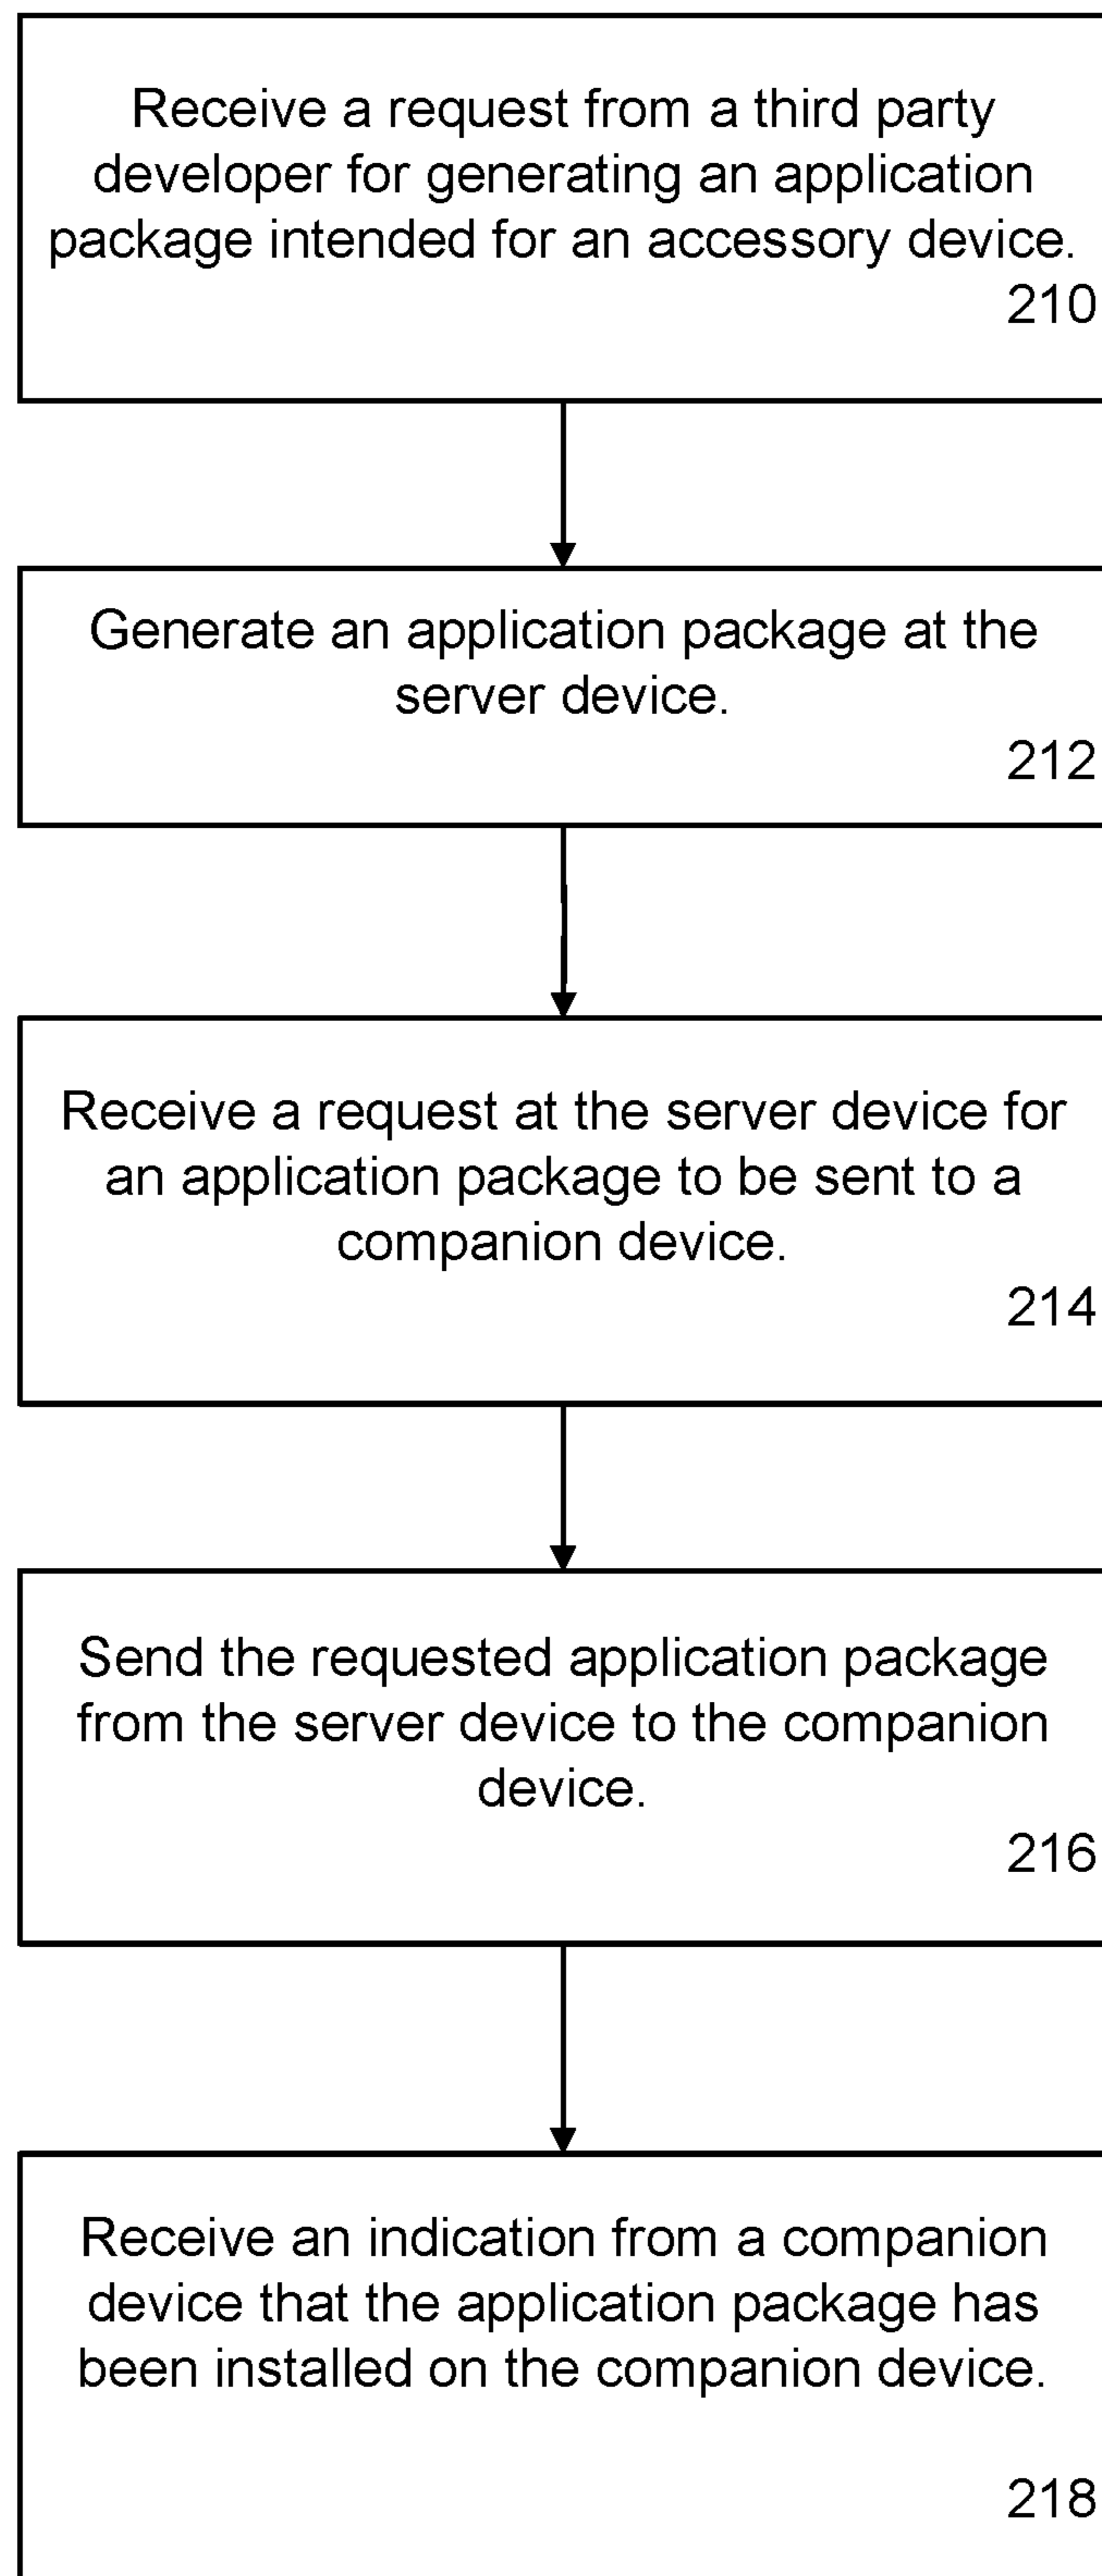 Receive a request from a third party
developer for generating an application
package intended for an accessory device.
210
Generate an application package at the
server device.
212
Receive a request at the server device for
an application package to be sent to a
companion device.
214
Send the requested application package
from the server device to the companion
device.
216
Receive an indication from a companion
device that the application package has
been installed on the companion device.
218